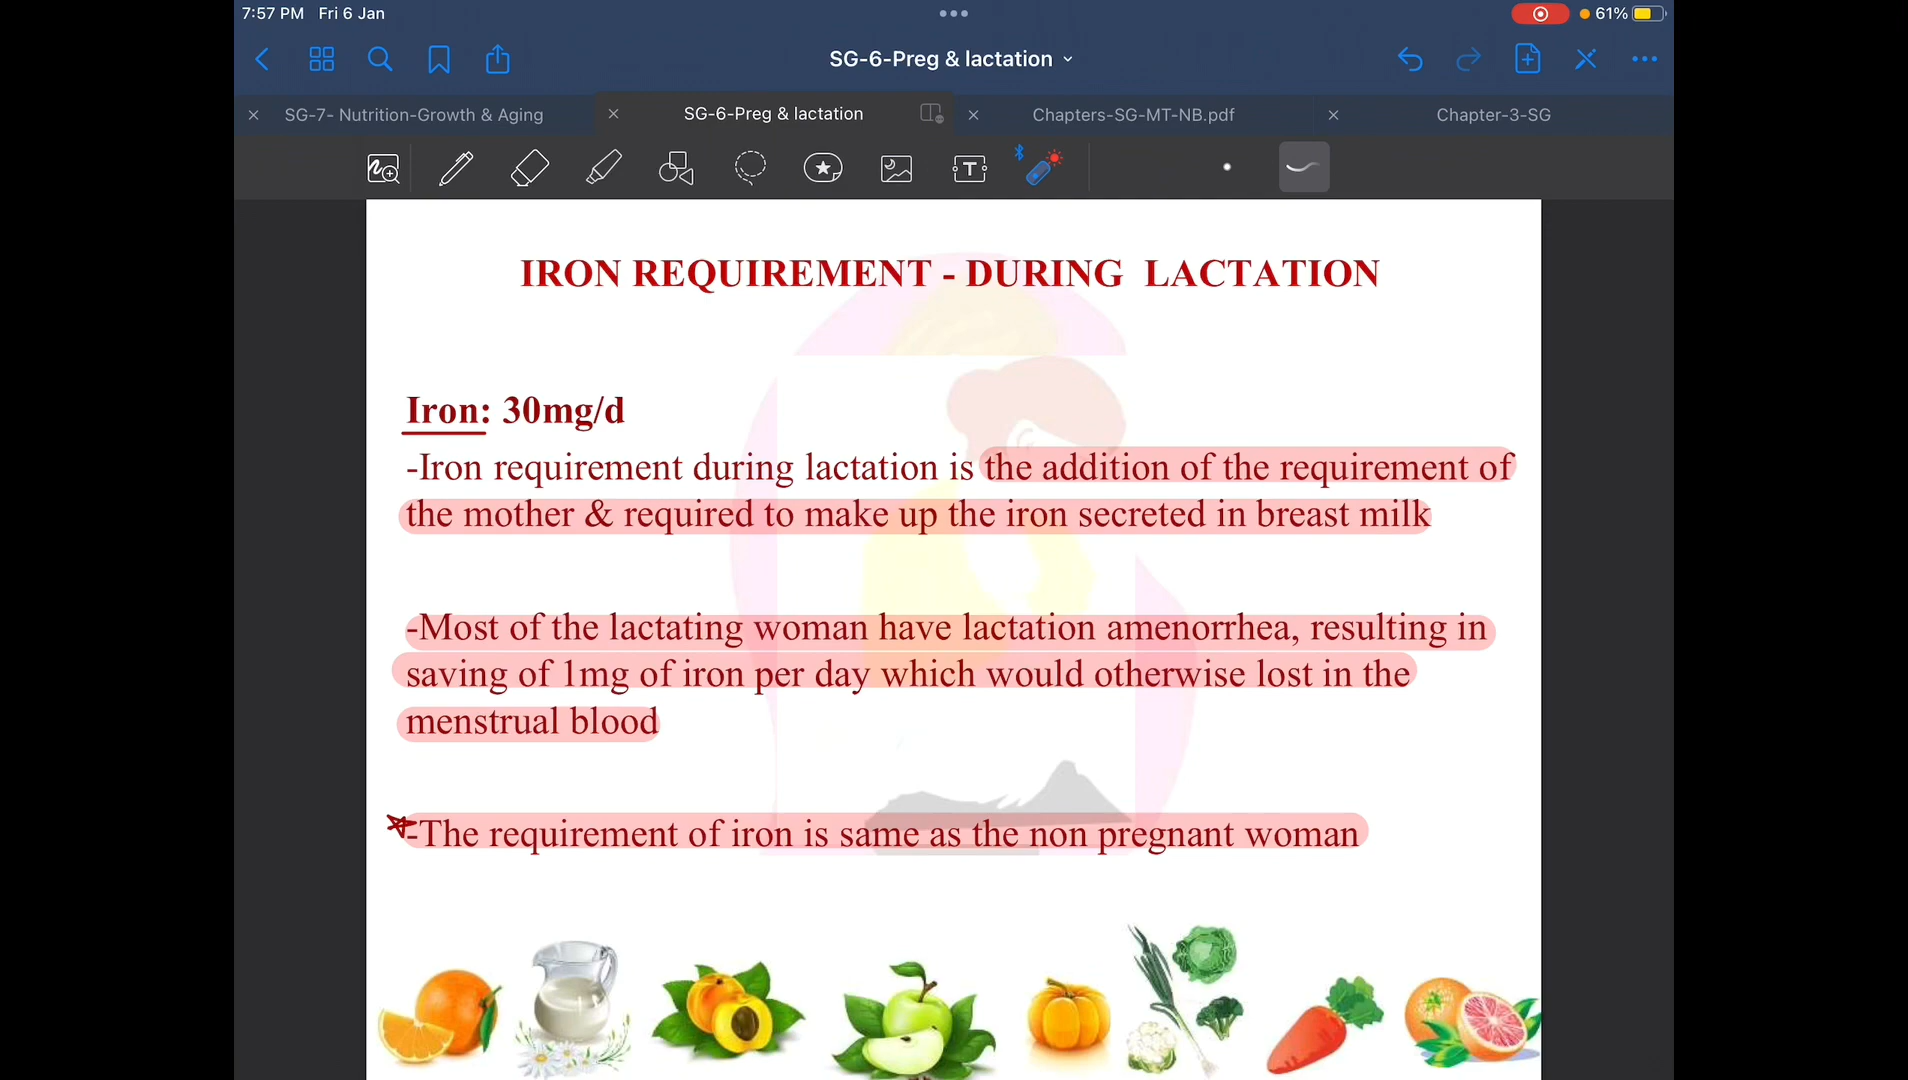 7:57 PM Fri 6 Jan
61%
SG-6-Preg & lactation
SG-7- Nutrition-Growth & Aging
SG-6-Preg & lactation
Chapters-SG-MT-NB.pdf
Chapter-3-SG
T
IRON REQUIREMENT - DURING LACTATION
Iron: 30mg/d
-Iron requirement during lactation is the addition of the requirement of
the mother & required to make up the iron secreted in breast milk
-Most of the lactating woman have lactation amenorrhea, resulting in
saving of 1mg of iron per day which would otherwise lost in the
menstrual blood
-The requirement of iron is same as the non pregnant woman